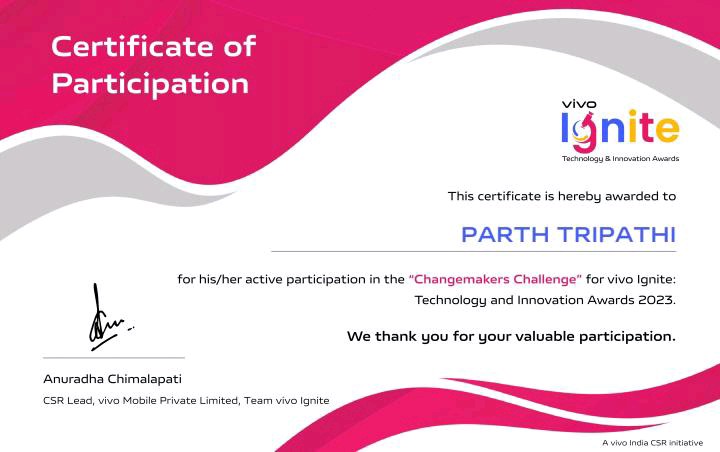 Certificate of
Participation
vivo
Ignite
Technology & Innovation Awards
This certificate is hereby awarded to
PARTH TRIPATHI
for his/her active participation in the “Changemakers Challenge” for vivo Ignite:
Technology and Innovation Awards 2023.
We thank you for your valuable participation.
Anuradha Chimalapati
CSR Lead, vivo Mobile Private Limited, Team vivo Ignite
A vivo India CSR initiative